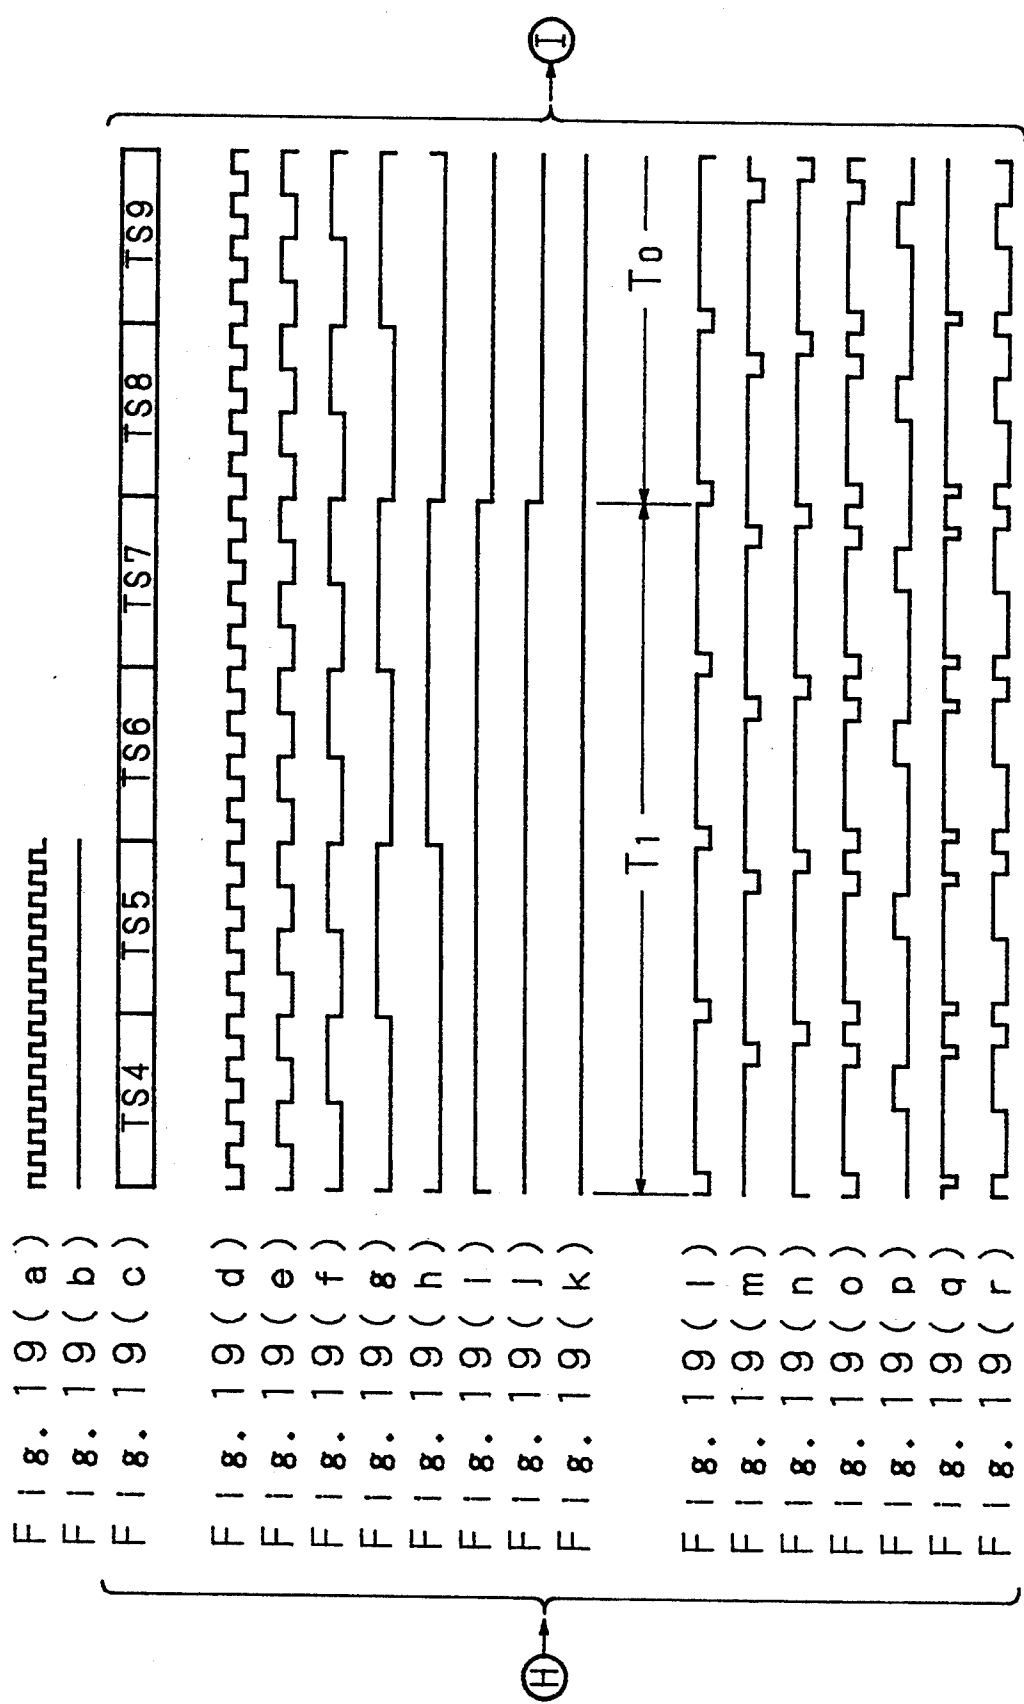 Fig. 19(a)
Fig. 19(b)
Fig. 19(c) TS4 TS5 TS6 TS7 TS8 TS9
Fig. 19(d)
Fig. 19(e)
Fig. 19(f)
Fig. 19(g)
Fig. 19(h)
Fig. 19(i)
Fig. 19(j)
Fig. 19(k)
T1 T0
Fig. 19(l)
Fig. 19(m)
Fig. 19(n)
Fig. 19(o)
Fig. 19(p)
Fig. 19(q)
Fig. 19(r)
H
I